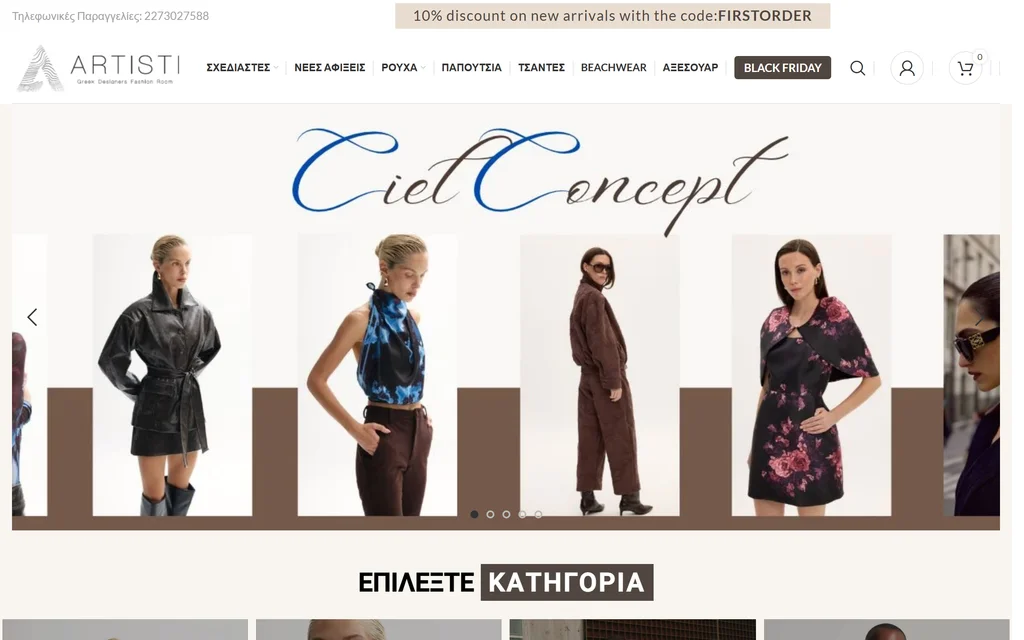 Τηλεφωνικές Παραγγελίες: 2273027588
10% discount on new arrivals with the code:FIRSTORDER
ARTISTI
Greek Designers Fashion Room
ΣΧΕΔΙΑΣΤΕΣ
ΝΕΕΣ ΑΦΙΞΕΙΣ
ΡΟΥΧΑ
ΠΑΠΟΥΤΣΙΑ
ΤΣΑΝΤΕΣ
BEACHWEAR
ΑΞΕΣΟΥΑΡ
BLACK FRIDAY
0
Ciel Concept
ΕΠΙΛΕΞΤΕ ΚΑΤΗΓΟΡΙΑ